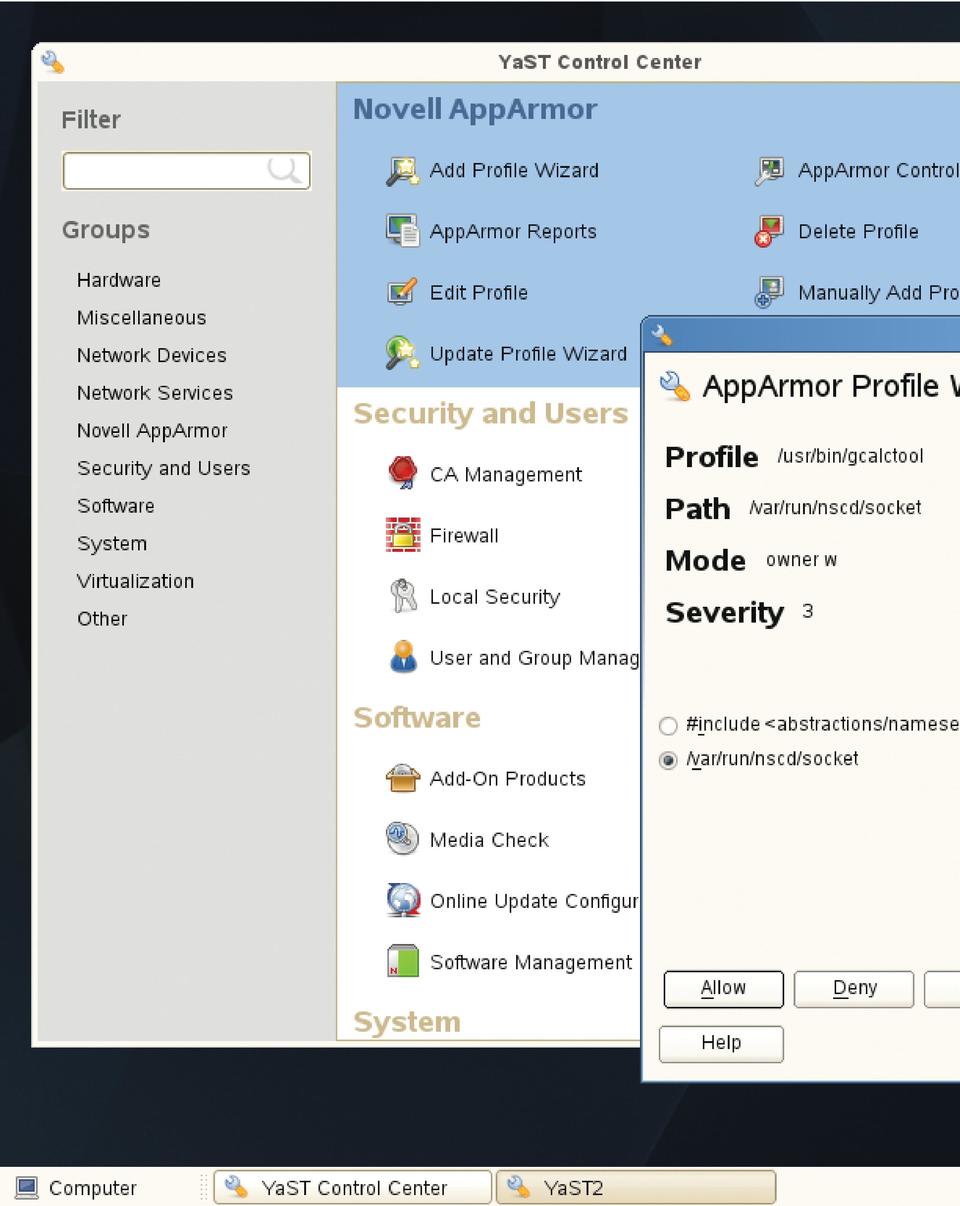 YaST Control Center
Filter
Groups
Hardware
Miscellaneous
Network Devices
Network Services
Novell AppArmor
Security and Users
Software
System
Virtualization
Other
Novell AppArmor
Add Profile Wizard
AppArmor Control
AppArmor Reports
Delete Profile
Edit Profile
Manually Add Pro
Update Profile Wizard
Security and Users
CA Management
Firewall
Local Security
User and Group Manag
Software
Add-On Products
Media Check
Online Update Configur
Software Management
System
AppArmor Profile W
Profile /usr/bin/gcalctool
Path /var/run/nscd/socket
Mode owner w
Severity 3
#include <abstractions/namese
/var/run/nscd/socket
Allow
Deny
Help
Computer
YaST Control Center
YaST2